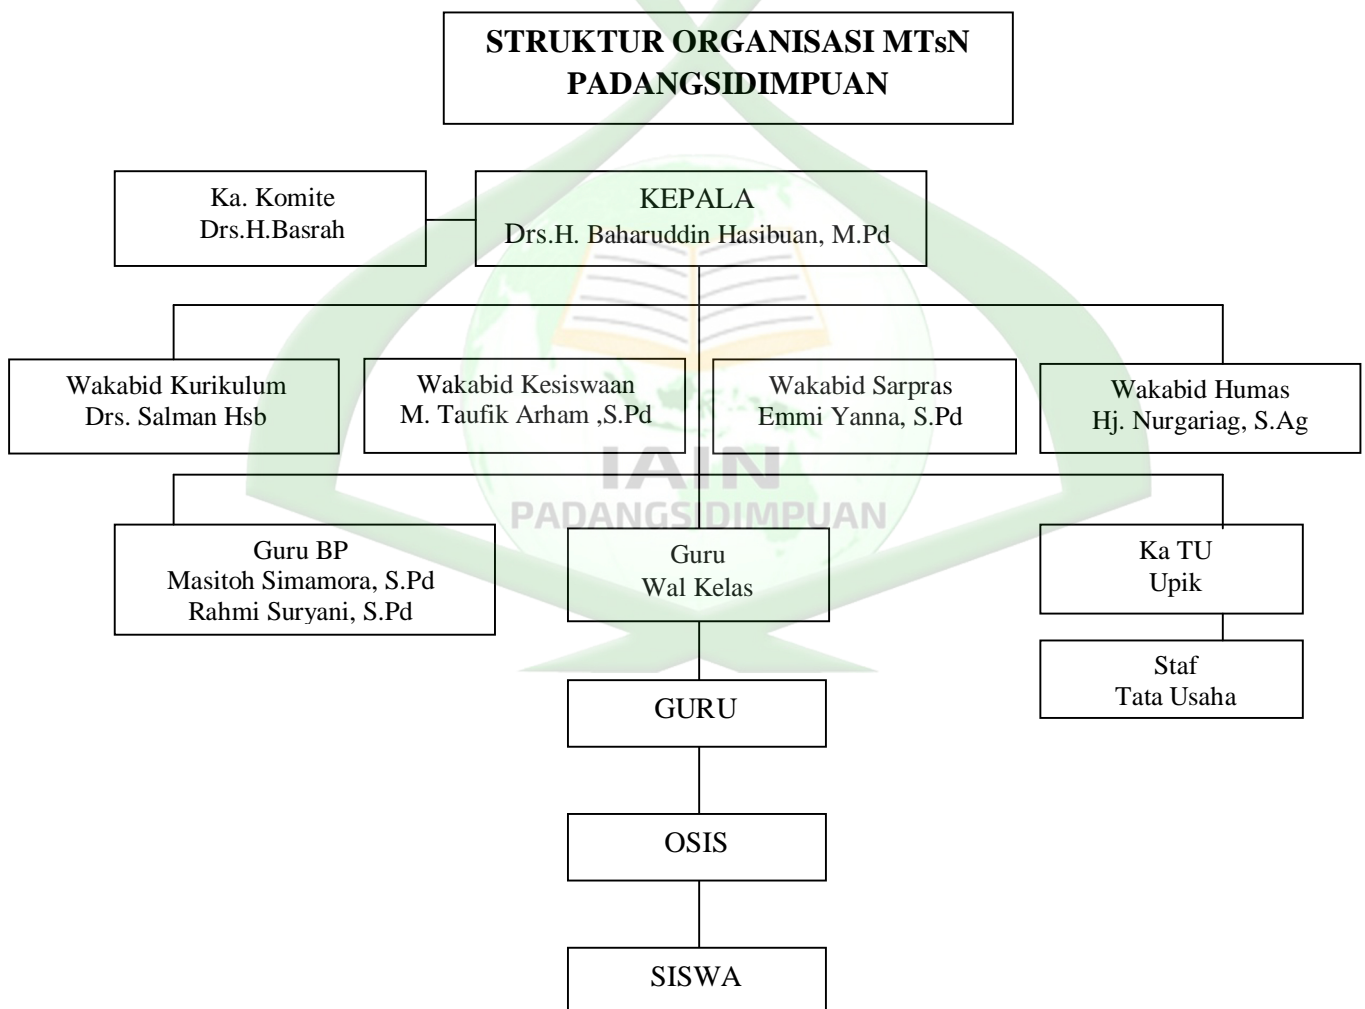 STRUKTUR ORGANISASI MTsN
PADANGSIDIMPUAN
Ka. Komite
Drs.H.Basrah
KEPALA
Drs.H. Baharuddin Hasibuan, M.Pd
Wakabid Kurikulum
Drs. Salman Hsb
Wakabid Kesiswaan
M. Taufik Arham ,S.Pd
Wakabid Sarpras
Emmi Yanna, S.Pd
Wakabid Humas
Hj. Nurgariag, S.Ag
IAIN
PADANGSIDIMPUAN
Guru BP
Masitoh Simamora, S.Pd
Rahmi Suryani, S.Pd
Guru
Wal Kelas
Ka TU
Upik
Staf
Tata Usaha
GURU
OSIS
SISWA